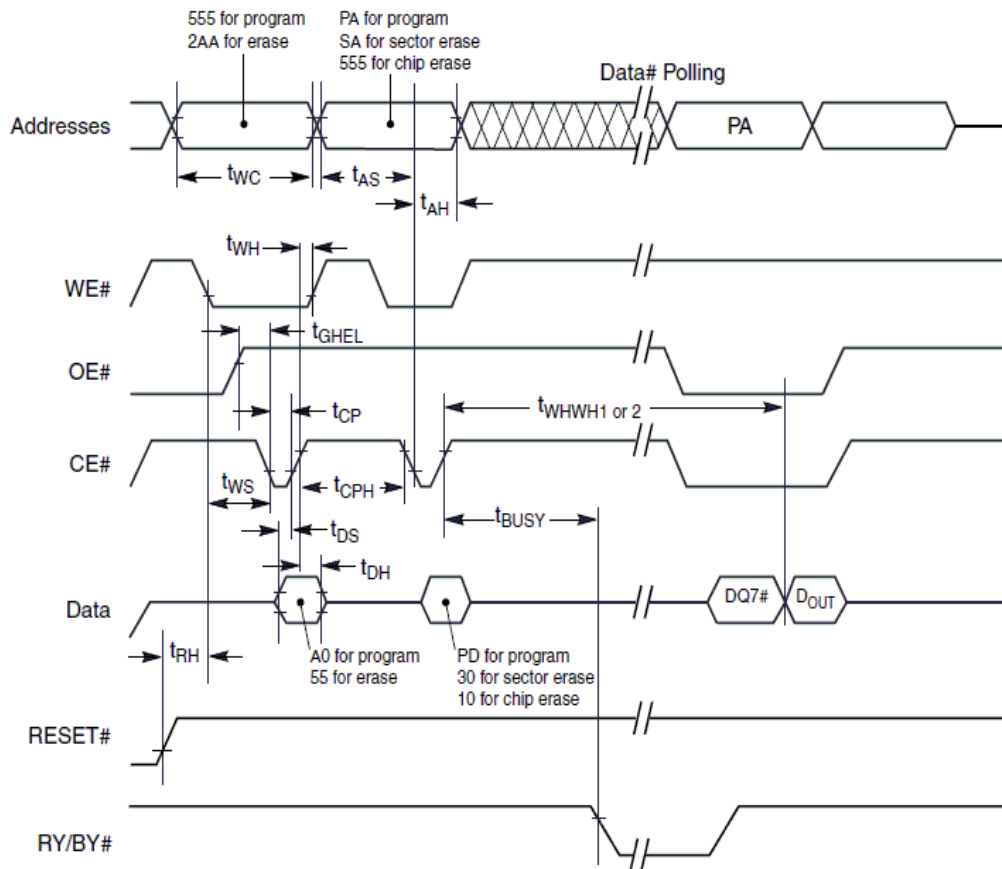 555 for program
2AA for erase
PA for program
SA for sector erase
555 for chip erase
Data# Polling
Addresses
PA
tWC
tAS
tAH
tWH
WE#
tGHEL
OE#
tCP
tWHWH1 or 2
CE#
tWS
tCPH
tBUSY
tDS
tDH
Data
DQ7#
DOUT
tRH
A0 for program
55 for erase
PD for program
30 for sector erase
10 for chip erase
RESET#
RY/BY#